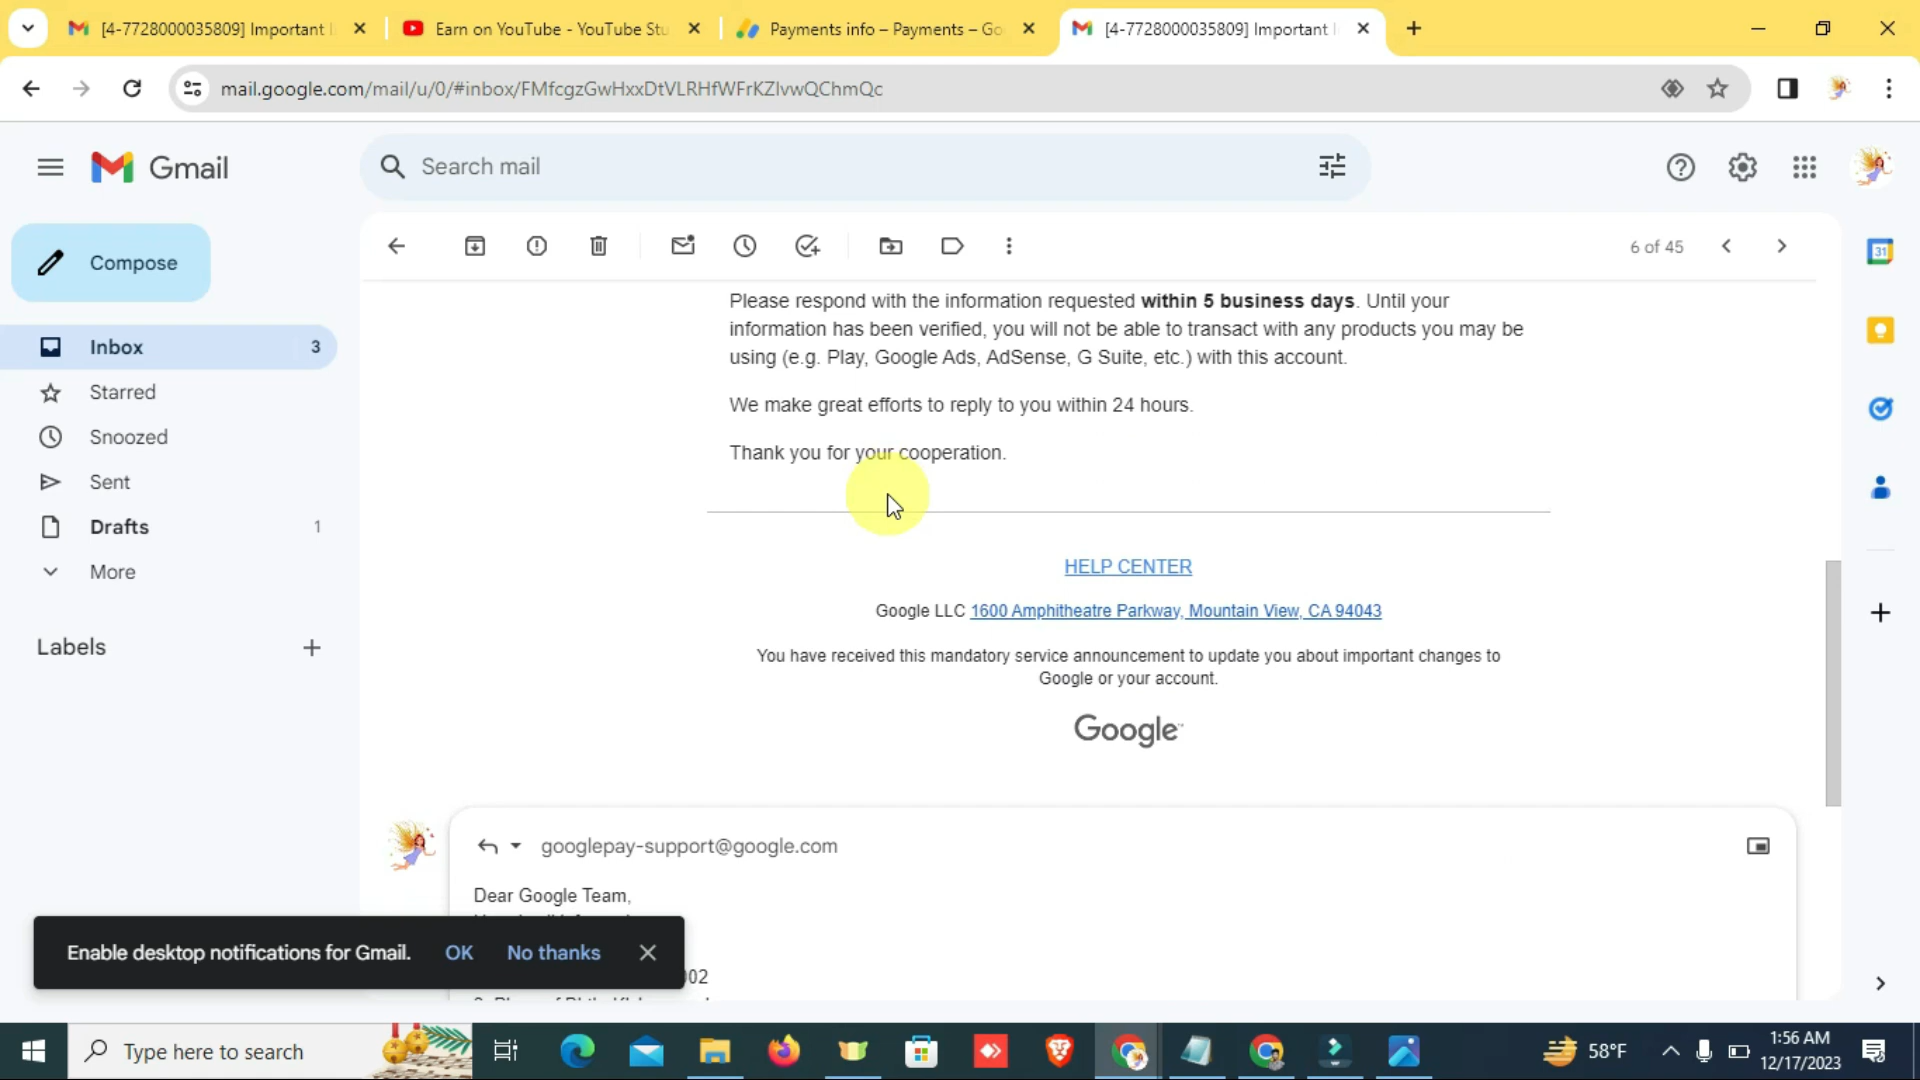 [4-7728000035809] Important I
Earn on YouTube - YouTube Stu
Payments info – Payments – Go
[4-7728000035809] Important I
mail.google.com/mail/u/0/#inbox/FMfcgzGwHxxDtVLRHfWFrKZlvwQChmQc
Gmail
Search mail
Compose
6 of 45
Inbox 3
Starred
Snoozed
Sent
Drafts 1
More
Labels
Please respond with the information requested within 5 business days. Until your
information has been verified, you will not be able to transact with any products you may be
using (e.g. Play, Google Ads, AdSense, G Suite, etc.) with this account.
We make great efforts to reply to you within 24 hours.
Thank you for your cooperation.
HELP CENTER
Google LLC 1600 Amphitheatre Parkway, Mountain View, CA 94043
You have received this mandatory service announcement to update you about important changes to
Google or your account.
Google
31
googlepay-support@google.com
Dear Google Team,
002
Enable desktop notifications for Gmail. OK No thanks
Type here to search
58°F
1:56 AM
12/17/2023